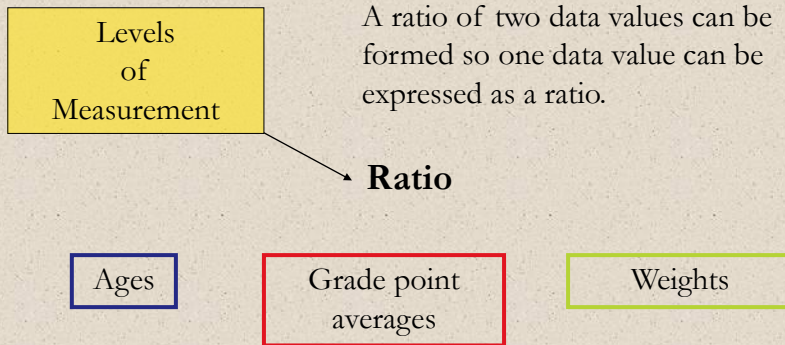 Levels
of
Measurement
A ratio of two data values can be
formed so one data value can be
expressed as a ratio.
Ratio
Ages
Grade point
averages
Weights